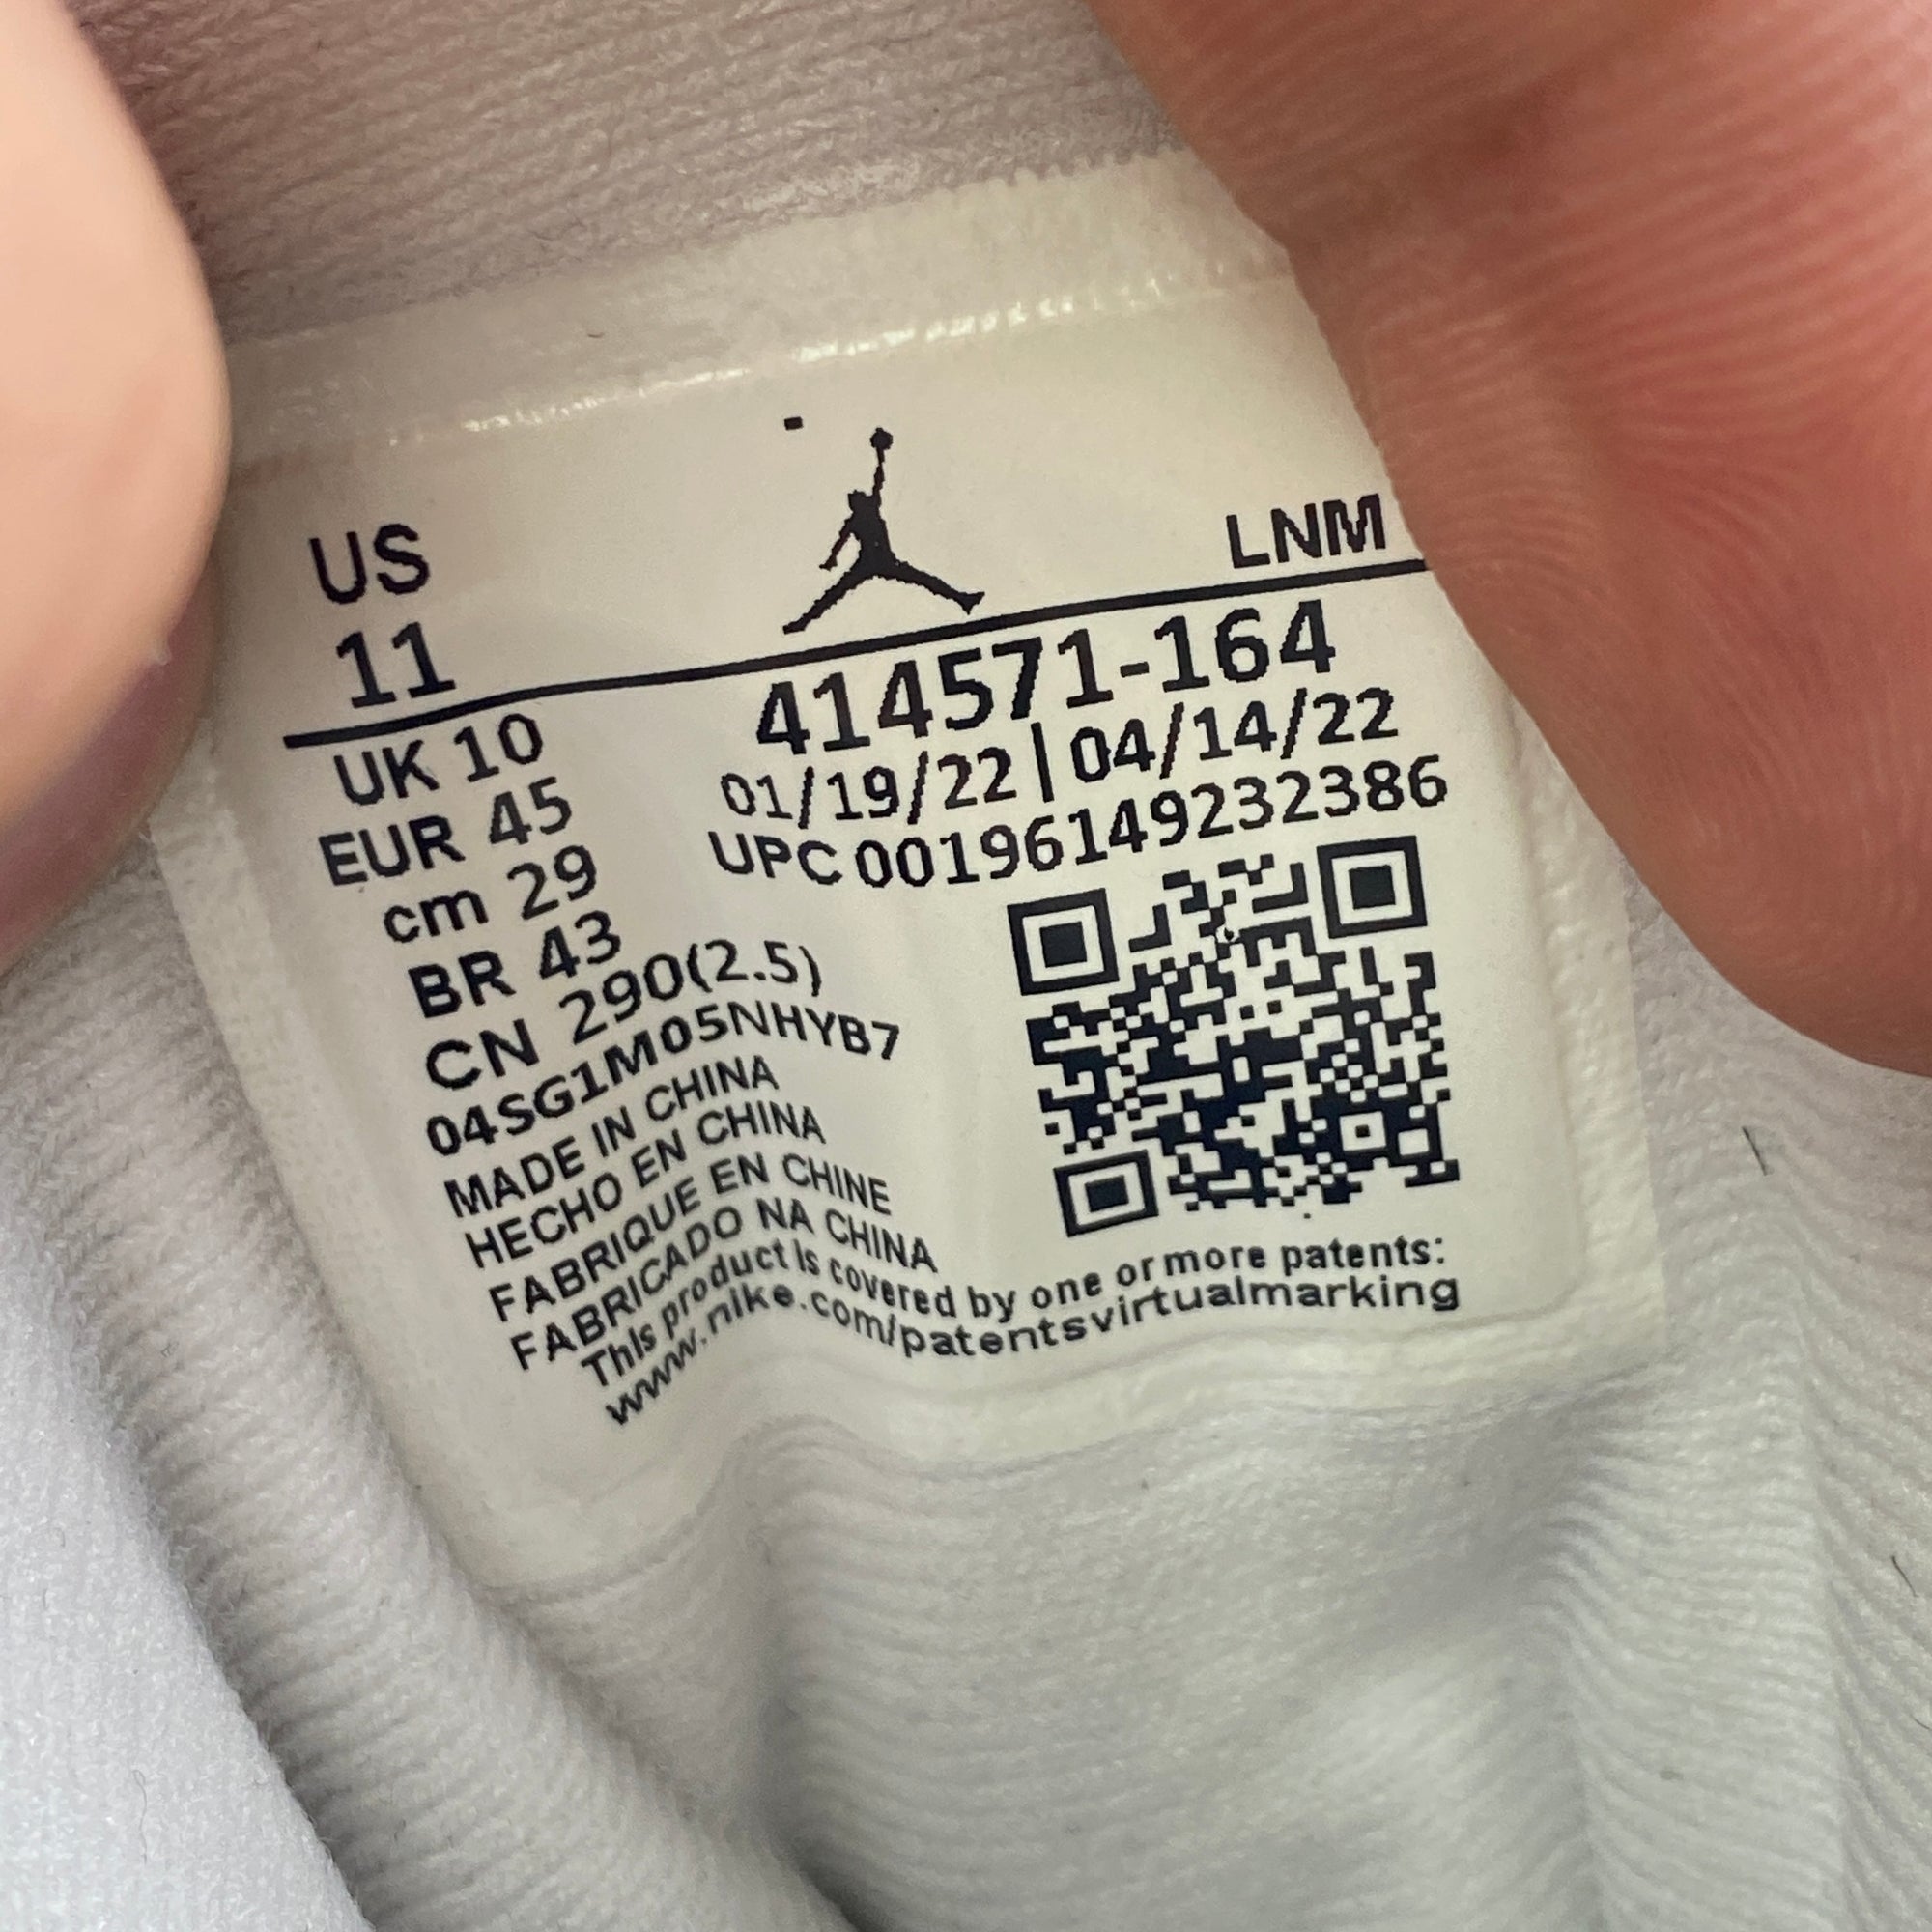 US
11
LNM
UK 10
EUR 45
cm 29
BR 43
CN 290(2.5)
04SG1M05NHYB7
MADE IN CHINA
HECHO EN CHINA
FABRIQUE EN CHINE
FABRICADO NA CHINA
414571-164
01/19/22 | 04/14/22
UPC 00196149232386
This product is covered by one or more patents:
www.nike.com/patentsvirtualmarking